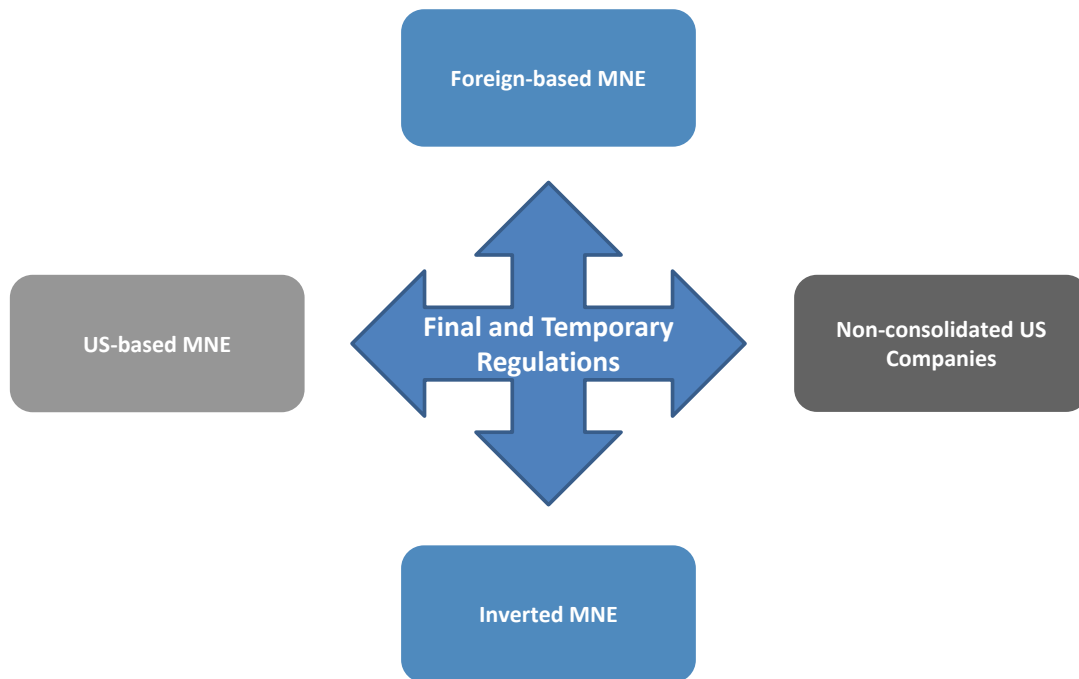 Foreign-based MNE
US-based MNE
Final and Temporary
Regulations
Non-consolidated US
Companies
Inverted MNE